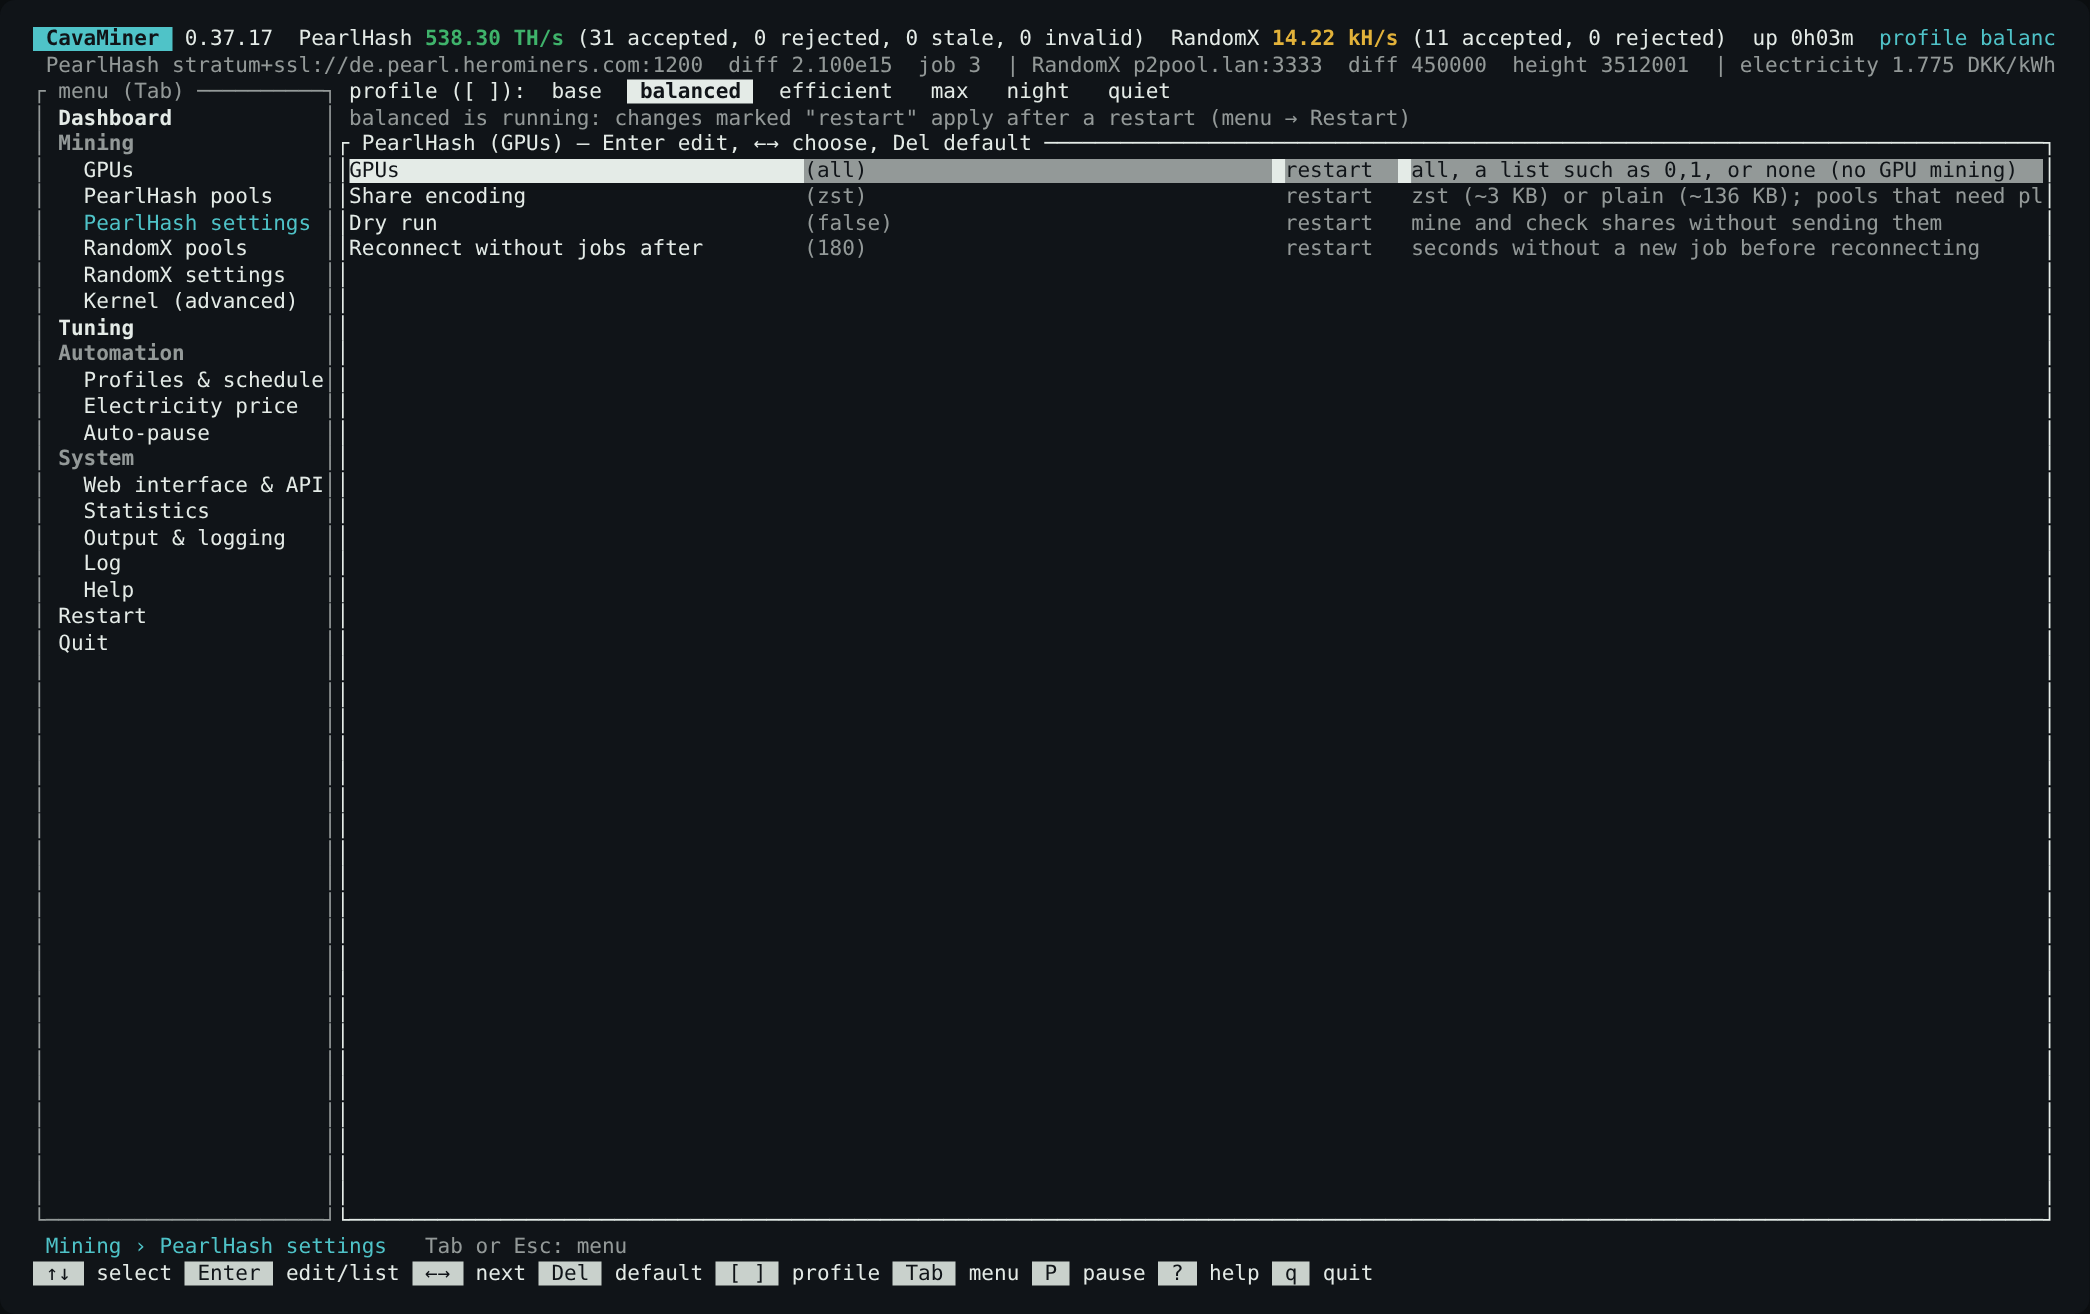 CavaMiner 0.37.17 PearlHash 538.30 TH/s (31 accepted, 0 rejected, 0 stale, 0 invalid) RandomX 14.22 kH/s (11 accepted, 0 rejected) up 0h03m profile balanc
PearlHash stratum+ssl://de.pearl.herominers.com:1200 diff 2.100e15 job 3 | RandomX p2pool.lan:3333 diff 450000 height 3512001 | electricity 1.775 DKK/kWh
menu (Tab)
Dashboard
Mining
GPUs
PearlHash pools
PearlHash settings
RandomX pools
RandomX settings
Kernel (advanced)
Tuning
Automation
Profiles & schedule
Electricity price
Auto-pause
System
Web interface & API
Statistics
Output & logging
Log
Help
Restart
Quit
profile ([ ]): base balanced efficient max night quiet
balanced is running: changes marked "restart" apply after a restart (menu → Restart)
PearlHash (GPUs) — Enter edit, ←→ choose, Del default
GPUs (all) restart all, a list such as 0,1, or none (no GPU mining)
Share encoding (zst) restart zst (~3 KB) or plain (~136 KB); pools that need pl
Dry run (false) restart mine and check shares without sending them
Reconnect without jobs after (180) restart seconds without a new job before reconnecting
Mining › PearlHash settings Tab or Esc: menu
↑↓ select Enter edit/list ←→ next Del default [ ] profile Tab menu P pause ? help q quit